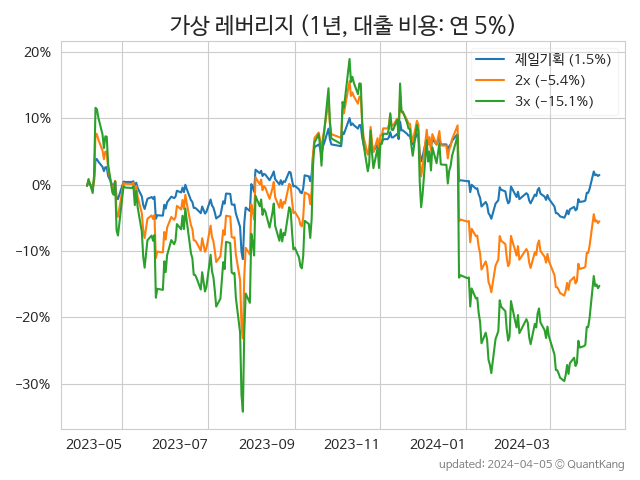 가상 레버리지 (1년, 대출 비용: 연 5%)
제일기획 (1.5%)
2x (−5.4%)
3x (−15.1%)
20%
10%
0%
−10%
−20%
−30%
2023-05 2023-07 2023-09 2023-11 2024-01 2024-03
updated: 2024-04-05 © QuantKang